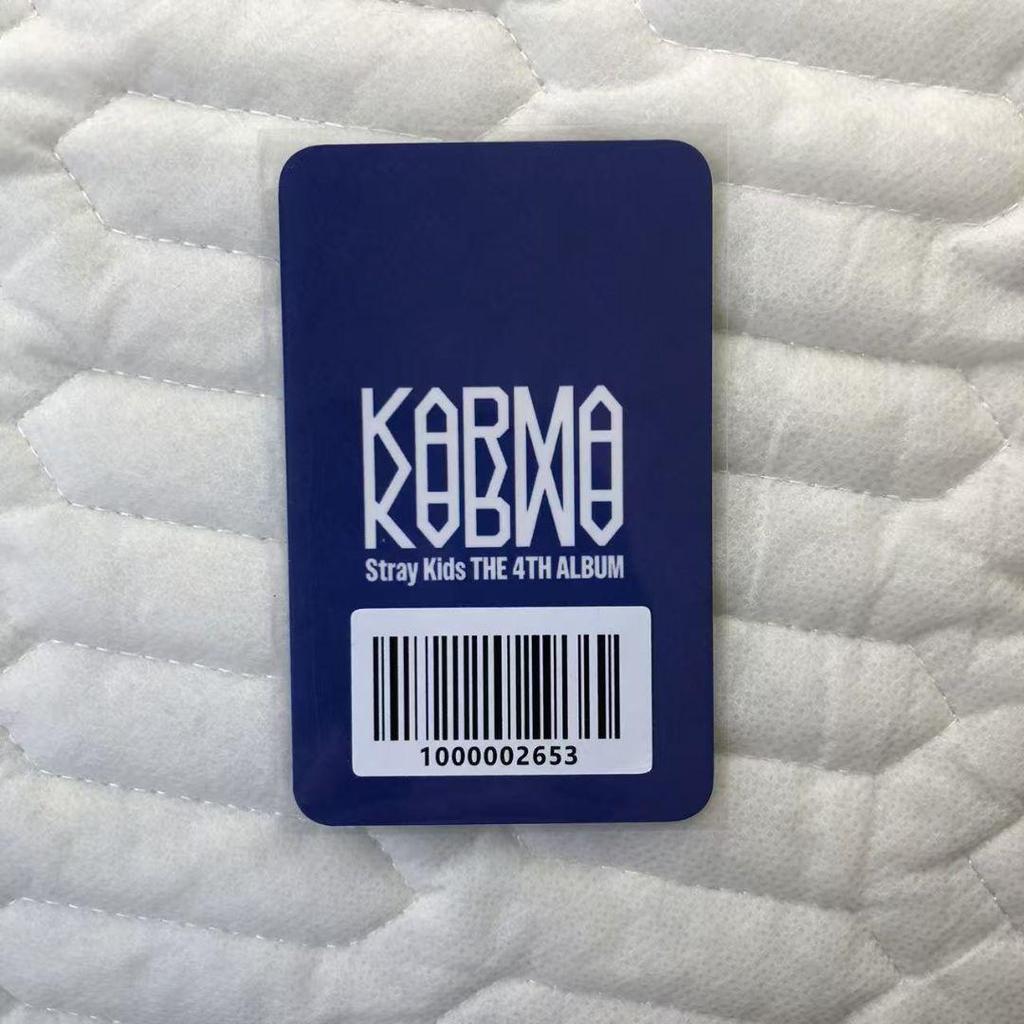 KARMA
Stray Kids THE 4TH ALBUM
1000002653